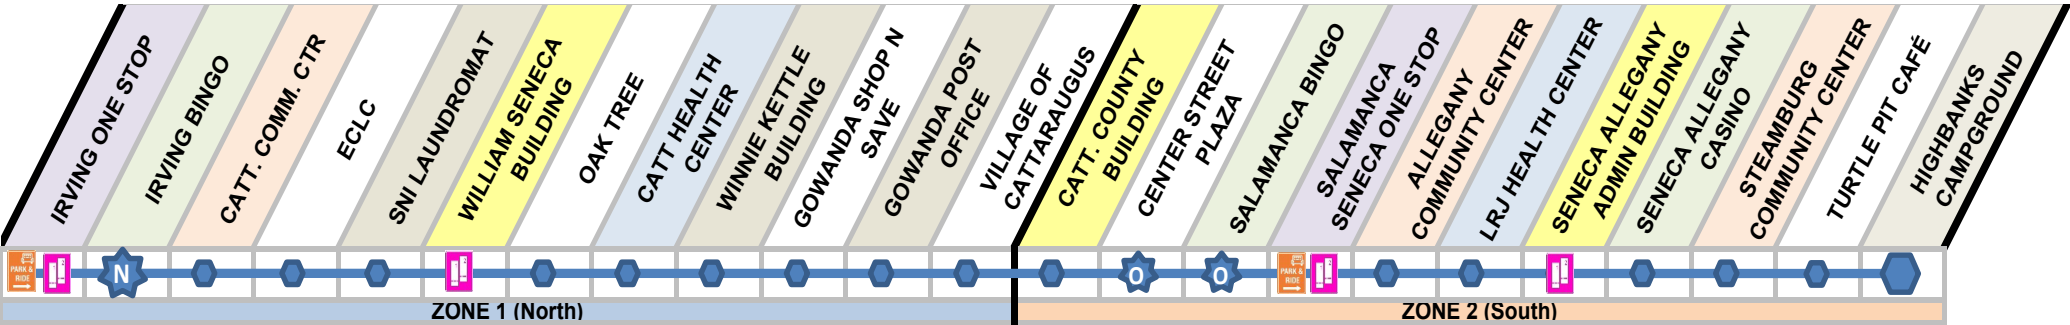 IRVING ONE STOP
IRVING BINGO
CATT. COMM. CTR
ECLC
SNI LAUNDROMAT
WILLIAM SENECA
BUILDING
OAK TREE
CATT HEALTH
CENTER
WINNIE KETTLE
BUILDING
GOWANDA SHOP N
SAVE
GOWANDA POST
OFFICE
VILLAGE OF
CATTARAUGUS
CATT. COUNTY
BUILDING
CENTER STREET
PLAZA
SALAMANCA BINGO
SALAMANCA
SENECA ONE STOP
ALLEGANY
COMMUNITY CENTER
LRJ HEALTH CENTER
SENECA ALLEGANY
ADMIN BUILDING
SENECA ALLEGANY
CASINO
STEAMBURG
COMMUNITY CENTER
TURTLE PIT CAFÉ
HIGHBANKS
CAMPGROUND
PARK &
RIDE
N
O
O
PARK &
RIDE
ZONE 1 (North)
ZONE 2 (South)